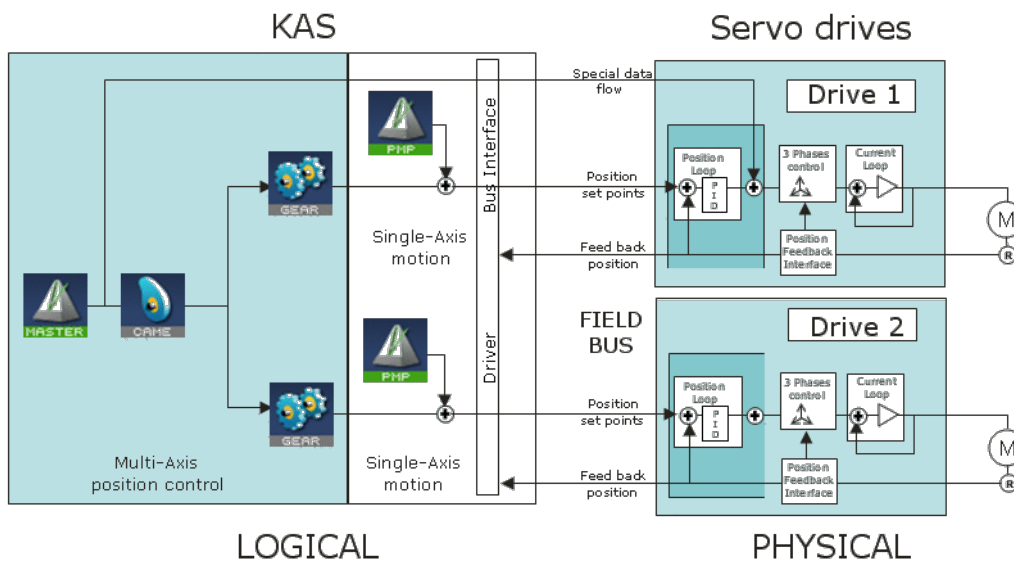 KAS
Servo drives
Special data
flow
Drive 1
PMP
Bus Interface
Position
Loop
P
I
D
3 Phases
control
Current
Loop
GEAR
Position
set points
M
Single-Axis
motion
Feed back
position
Position
Feedback
Interface
R
MASTER
CAME
FIELD
BUS
Drive 2
PMP
Driver
Position
Loop
P
I
D
3 Phases
control
Current
Loop
GEAR
Position
set points
M
Multi-Axis
position control
Single-Axis
motion
Feed back
position
Position
Feedback
Interface
R
LOGICAL
PHYSICAL